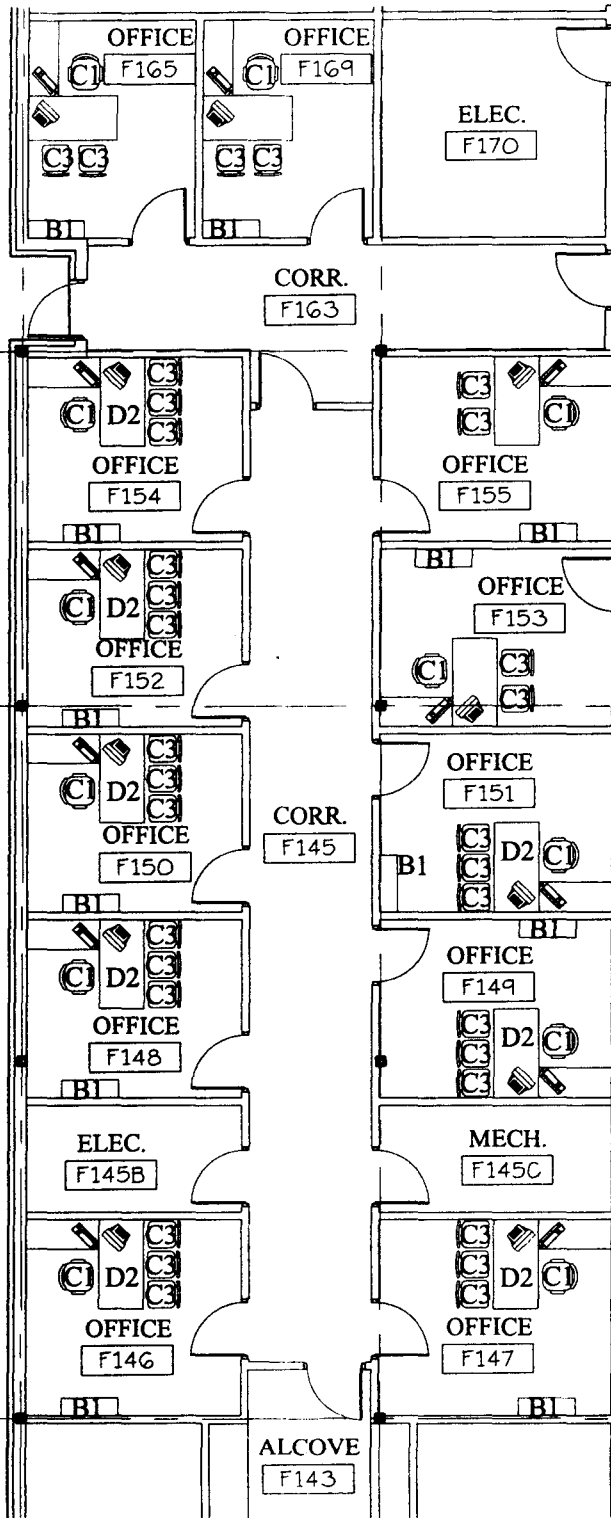 OFFICE OFFICE
F165 F169
C1 C1
ELEC.
F170
C3 C3 C3 C3
B1 B1
CORR.
F163
C3 C3
C1 D2 C3 C3 C1
C3
OFFICE OFFICE
F154 F155
B1 B1
B1
C3
C1 D2 C3
C3
OFFICE
F153
OFFICE
F152
C1 C3
C3
B1
C3
C1 D2 C3
C3
OFFICE
F151
CORR.
F145
OFFICE
F150
B1
C3
C3 D2 C1
C3
B1
B1
C3
C1 D2 C3
C3
OFFICE
F149
OFFICE
F148
C3
C3 D2 C1
C3
B1
ELEC. MECH.
F145B F145C
C3 C3
C1 D2 C3 C3 D2 C1
C3 C3
OFFICE OFFICE
F146 F147
B1 B1
ALCOVE
F143